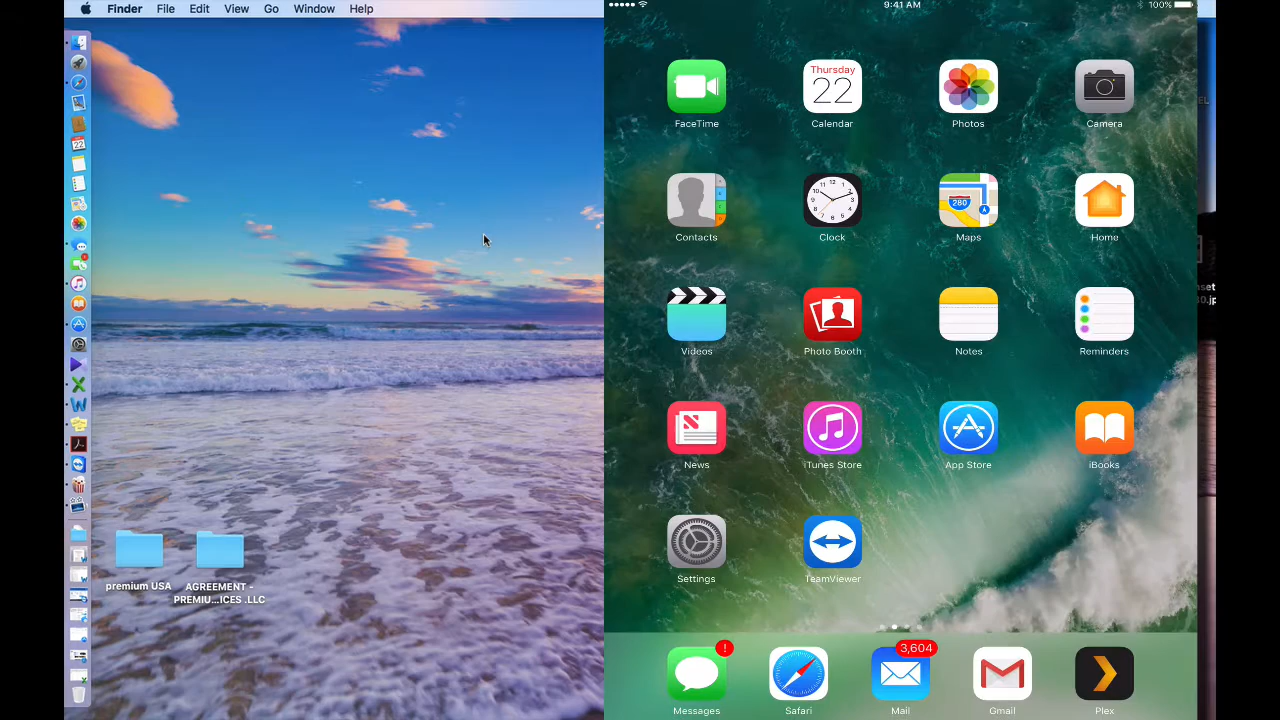 Finder File Edit View Go Window Help
9:41 AM
100%
FaceTime
Thursday
22
Calendar
Photos
Camera
Contacts
Clock
280
Maps
Home
Videos
Photo Booth
Notes
Reminders
News
iTunes Store
App Store
iBooks
Settings
TeamViewer
premium USA
AGREEMENT -
PREMIU...ICES .LLC
!
Messages
Safari
3,604
Mail
Gmail
Plex